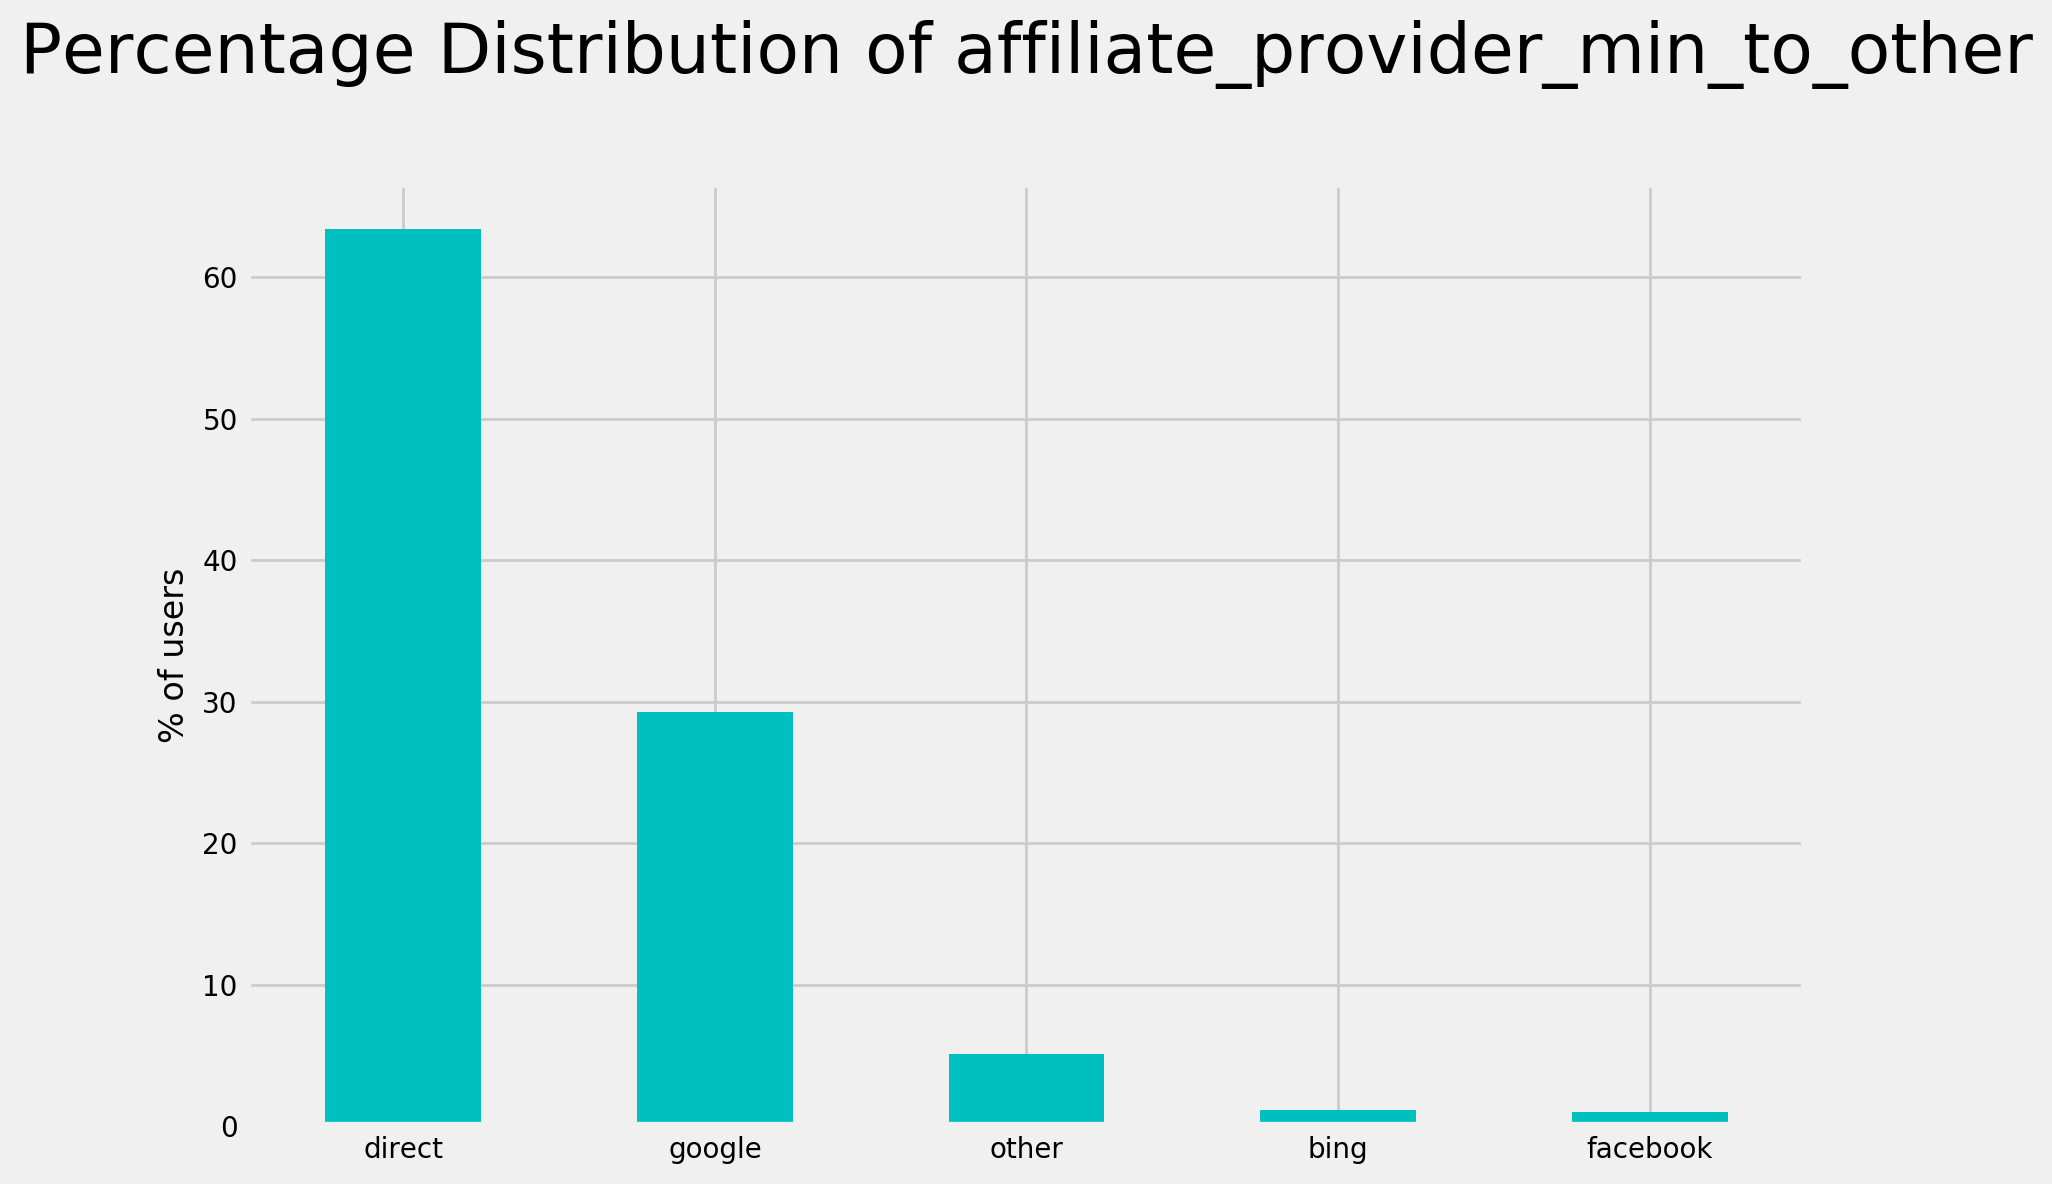 Percentage Distribution of affiliate_provider_min_to_other
% of users
60
50
40
30
20
10
0
direct
google
other
bing
facebook